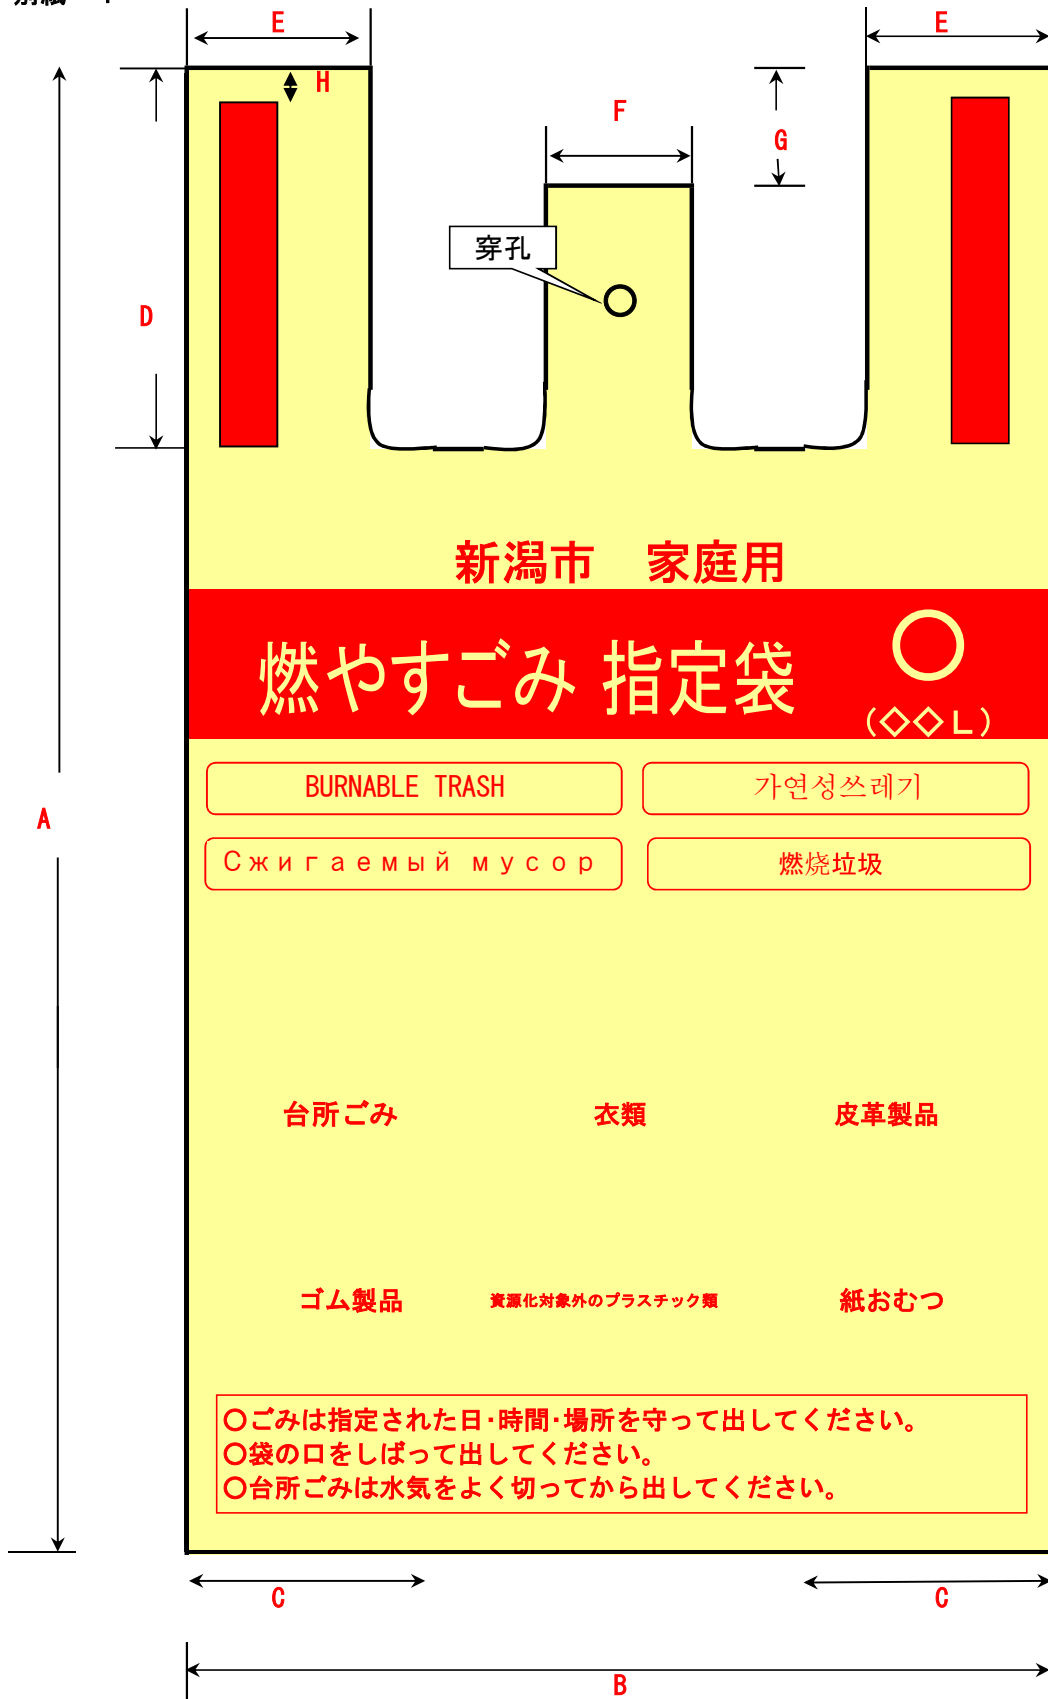 E
E
H
F
G
穿孔
D
新潟市　家庭用
燃やすごみ 指定袋
○
(◇◇L)
BURNABLE TRASH
가연성쓰레기
Сжигаемый мусор
燃烧垃圾
A
台所ごみ
衣類
皮革製品
ゴム製品
資源化対象外のプラスチック類
紙おむつ
○ごみは指定された日・時間・場所を守って出してください。
○袋の口をしばって出してください。
○台所ごみは水気をよく切ってから出してください。
C
C
B